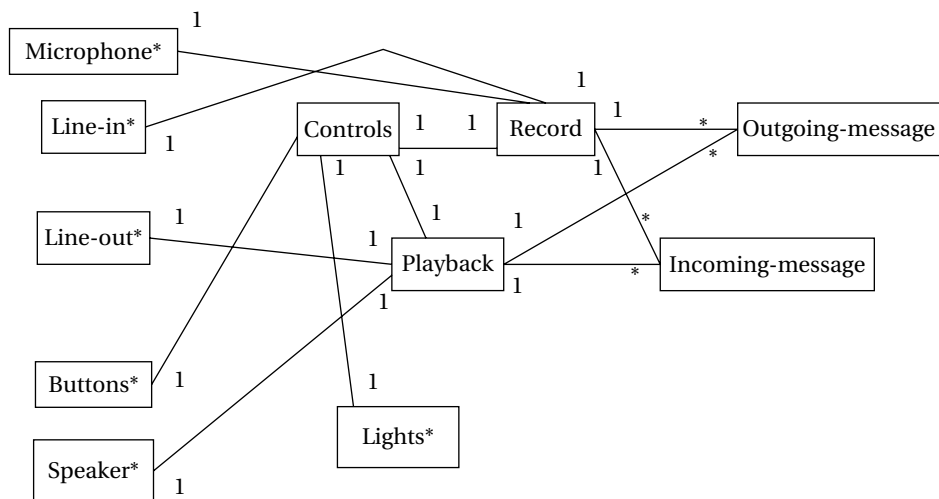 1
Microphone*
1
Line-in*
1
Controls
1
1
Record
1
*
Outgoing-message
1
1
1
*
Line-out*
1
1
1
Playback
1
*
Incoming-message
1
1
*
Buttons*
1
1
Lights*
Speaker*
1